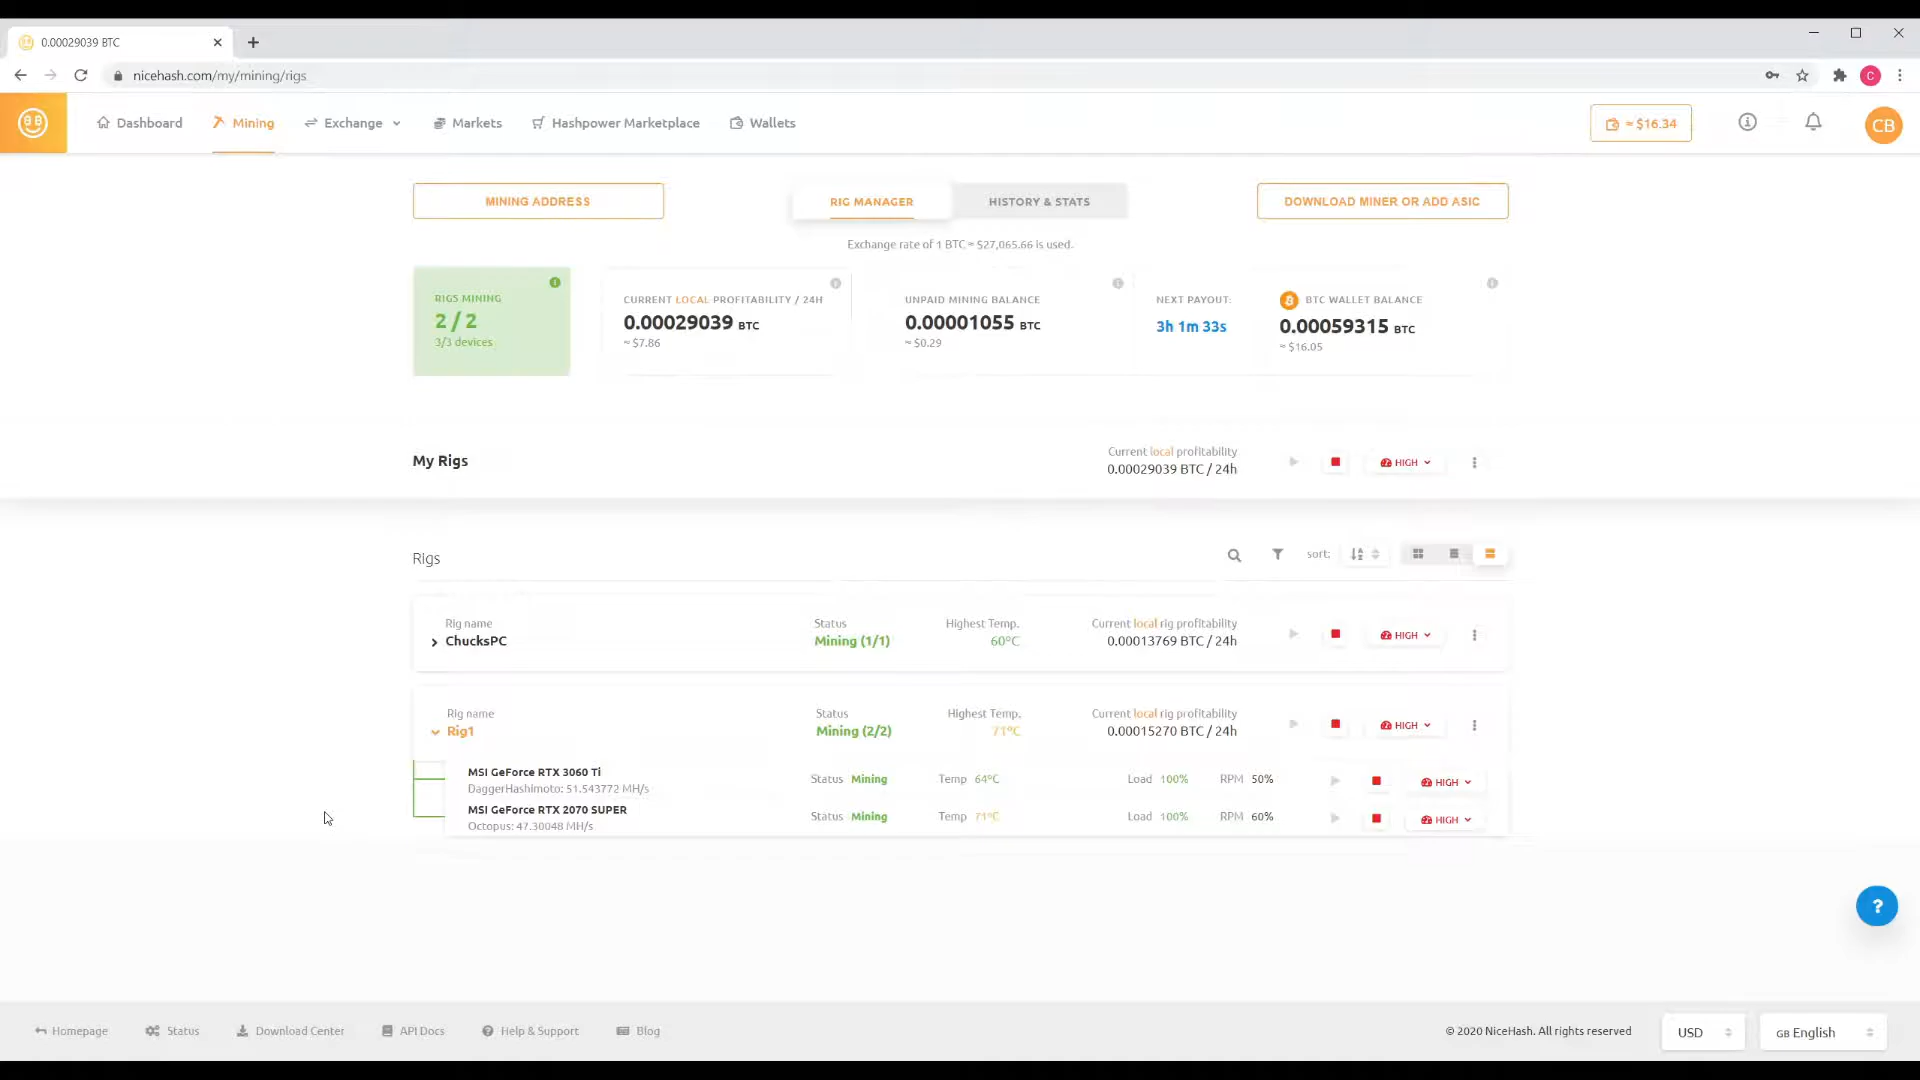 0.00029039 BTC
nicehash.com/my/mining/rigs
C
Dashboard
Mining
Exchange
Markets
Hashpower Marketplace
Wallets
≈ $16.34
CB
MINING ADDRESS
RIG MANAGER
HISTORY & STATS
DOWNLOAD MINER OR ADD ASIC
Exchange rate of 1 BTC ≈ $27,065.66 is used.
RIGS MINING
2 / 2
3/3 devices
CURRENT LOCAL PROFITABILITY / 24H
0.00029039 BTC
≈ $7.86
UNPAID MINING BALANCE
0.00001055 BTC
≈ $0.29
NEXT PAYOUT:
3h 1m 33s
BTC WALLET BALANCE
0.00059315 BTC
≈ $16.05
My Rigs
Current local profitability
0.00029039 BTC / 24h
HIGH
Rigs
sort:
Rig name
ChucksPC
Status
Mining (1/1)
Highest Temp.
60°C
Current local rig profitability
0.00013769 BTC / 24h
HIGH
Rig name
Rig1
Status
Mining (2/2)
Highest Temp.
71°C
Current local rig profitability
0.00015270 BTC / 24h
HIGH
MSI GeForce RTX 3060 Ti
DaggerHashimoto: 51.543772 MH/s
Status Mining
Temp 64°C
Load 100%
RPM 50%
HIGH
MSI GeForce RTX 2070 SUPER
Octopus: 47.30048 MH/s
Status Mining
Temp 71°C
Load 100%
RPM 60%
HIGH
?
Homepage
Status
Download Center
API Docs
Help & Support
Blog
© 2020 NiceHash. All rights reserved
USD
GB English